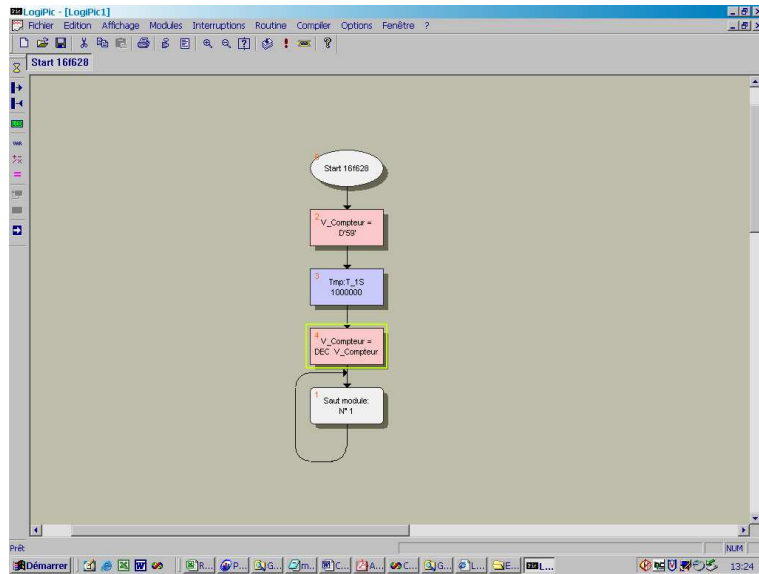 LogiPic - [LogiPic1]
Fichier Edition Affichage Modules Interruptions Routine Compiler Options Fenêtre ?
Start 16f628
0
Start 16f628
2
V_Compteur =
D'59'
3
Tmp:T_1S
1000000
4
V_Compteur =
DEC V_Compteur
1
Saut module:
N° 1
Prêt
NUM
Démarrer R... P... G... m... C... A... C... G... L... E... L... 13:24